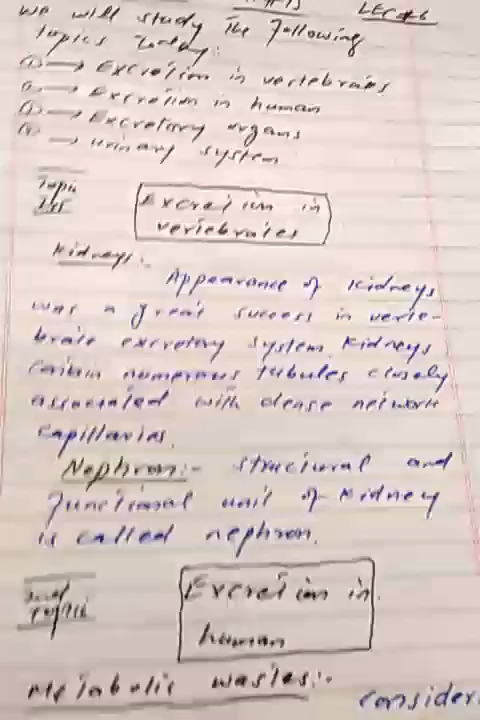 LEC#6
we will study The following
Topics Today:
(1) → Excretion in vertebrates
→ Excretion in human
(3) → Excretory organs
(4) → urinary system
Topic
Excretion in
vertebrates
Kidneys:-
Appearance of Kidneys
was a great success in verte-
brate excretory system. Kidneys
contain numerous tubules closely
associated with dense network
capillaries.
Nephron:- structural and
functional unit of Kidney
is called nephron.
Excretion in
human
Metabolic wastes:-
consider